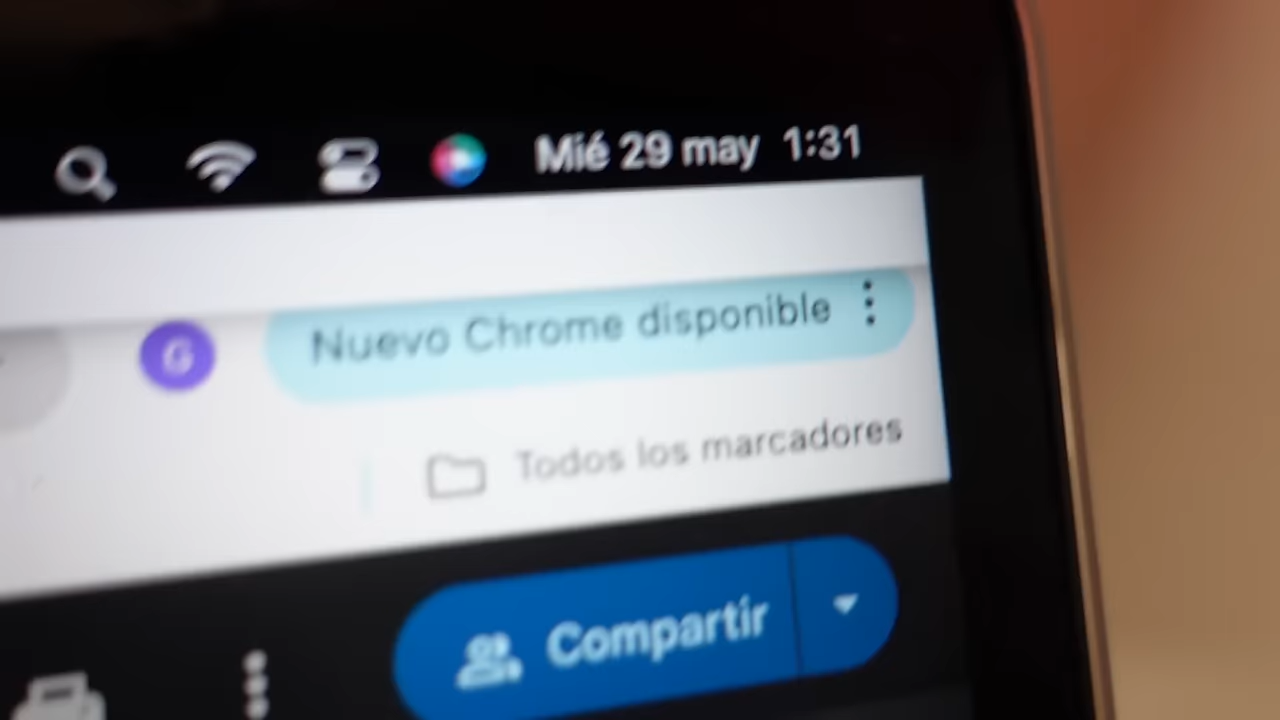 Mié 29 may 1:31
G
Nuevo Chrome disponible
Todos los marcadores
Compartir